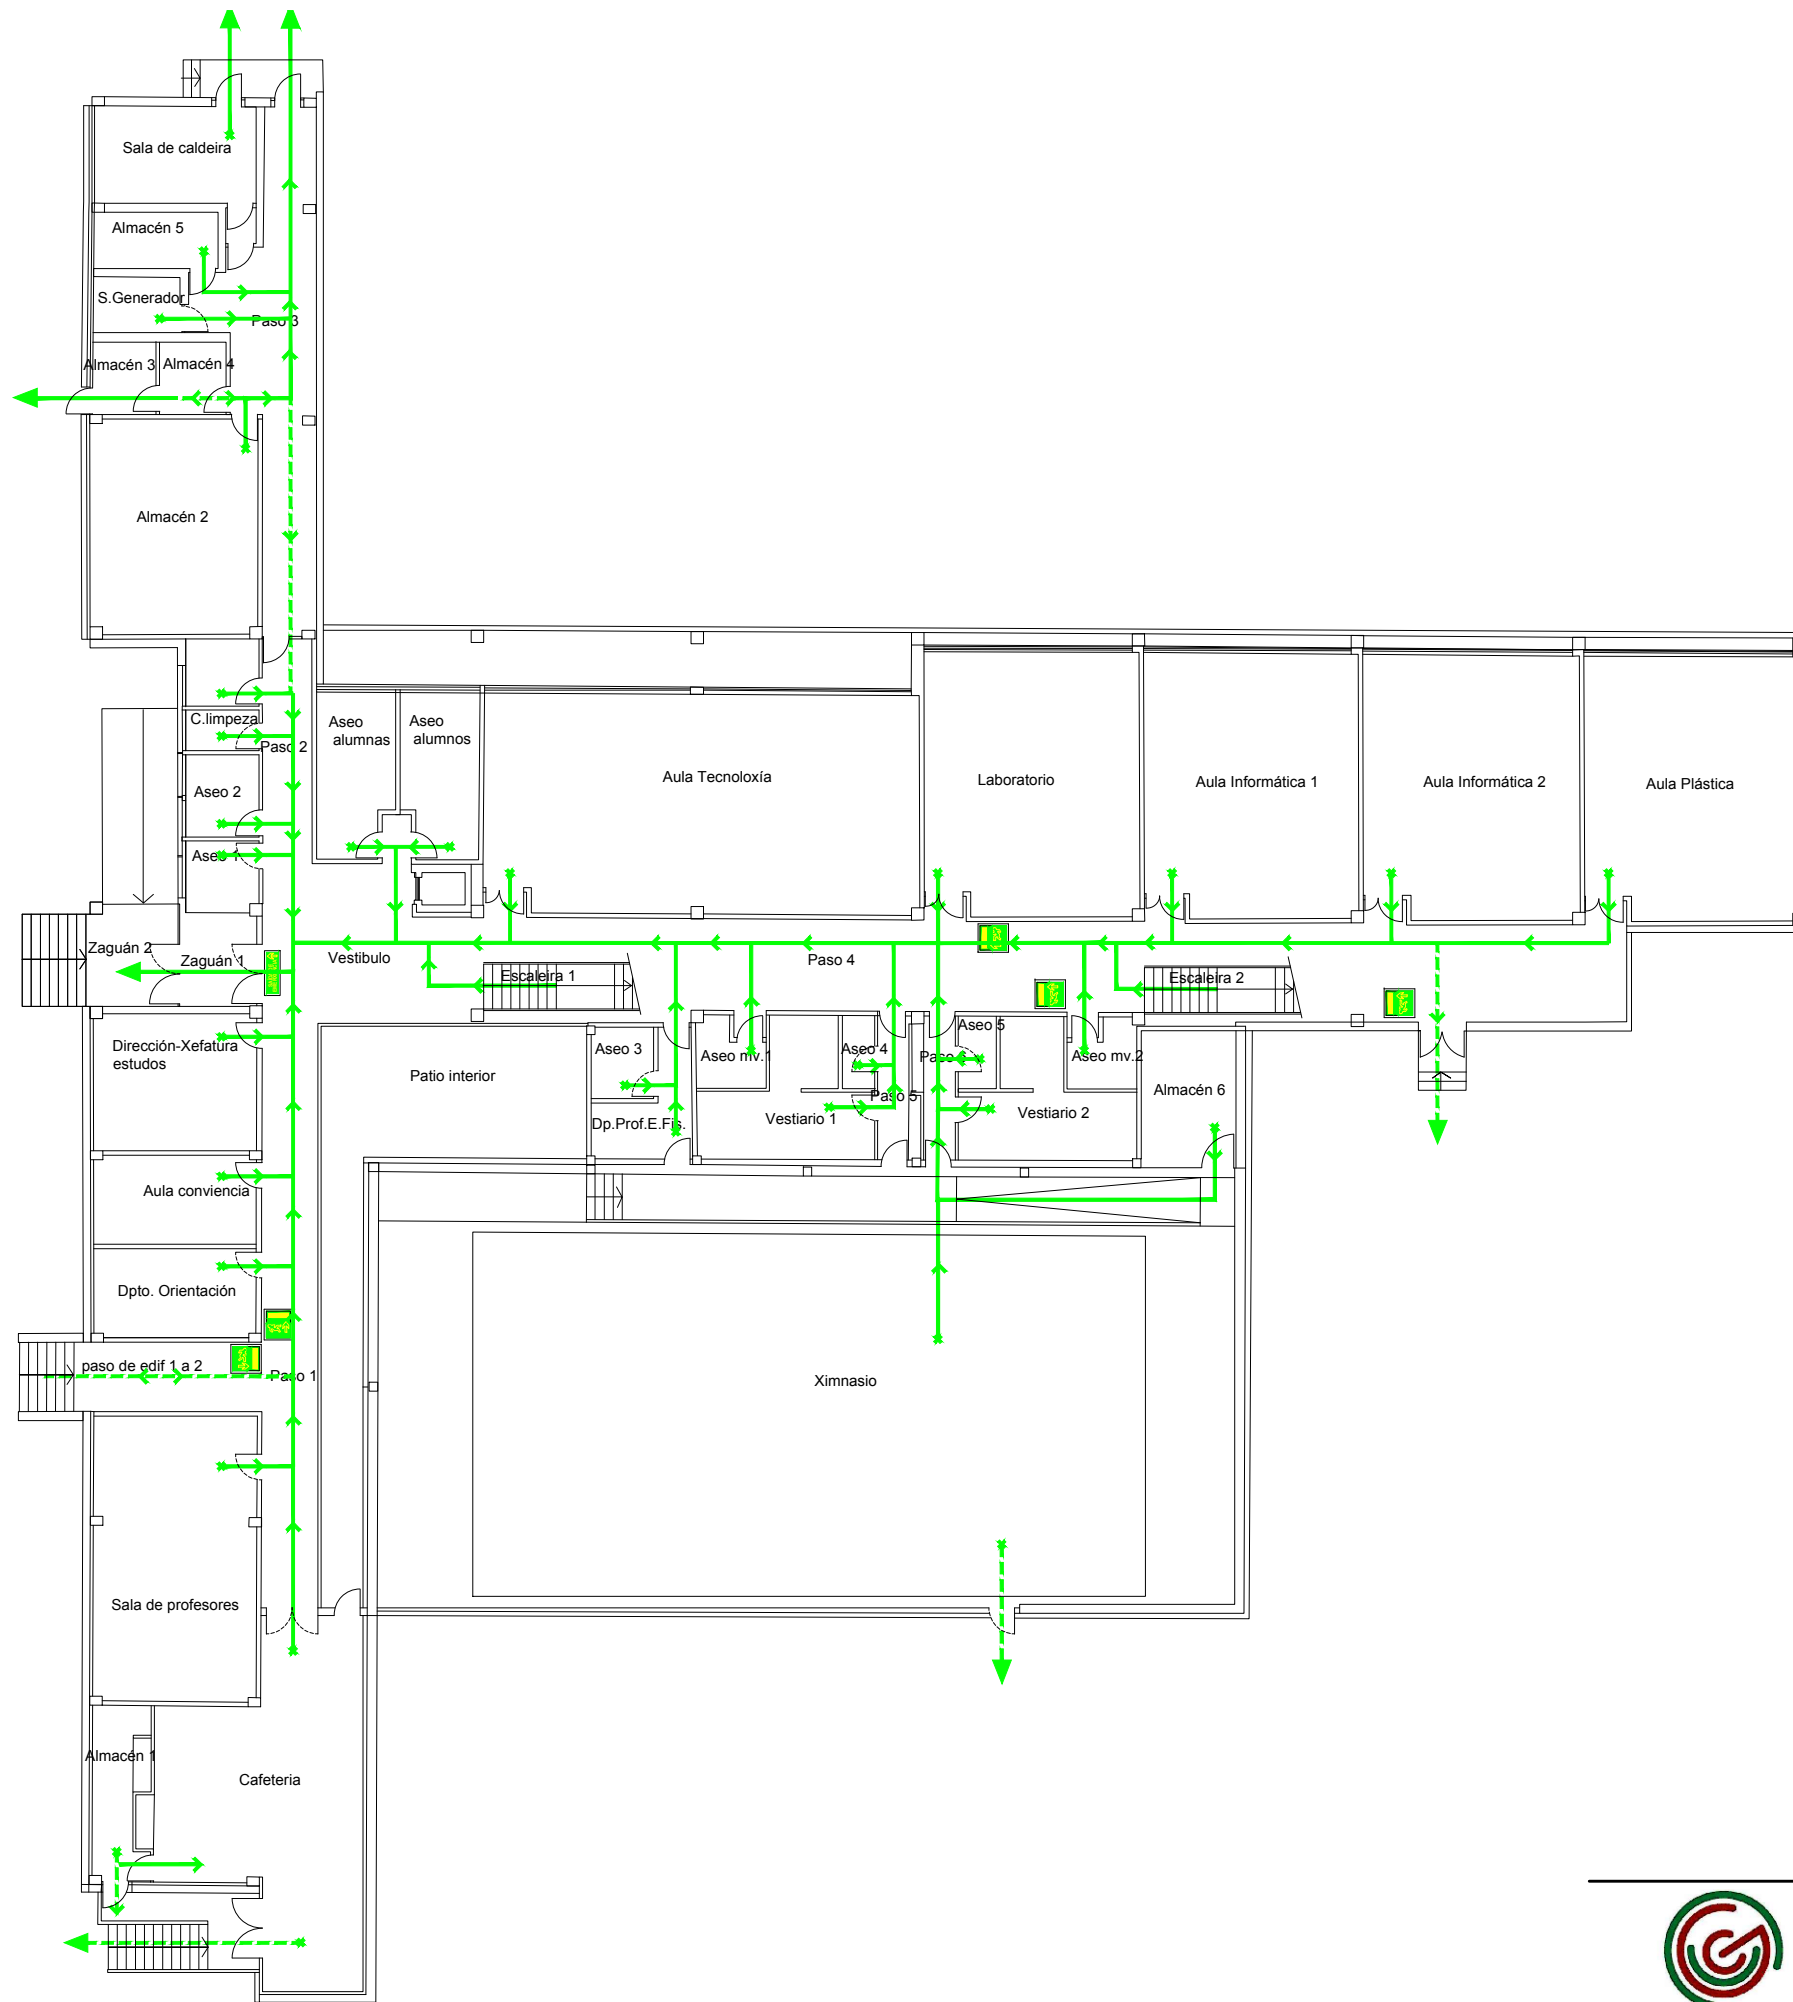 Sala de caldeira
Almacén 5
S.Generador
Paso 3
Almacén 3
Almacén 4
Almacén 2
C.limpeza
Paso 2
Aseo
alumnas
Aseo
alumnos
Aula Tecnoloxía
Laboratorio
Aula Informática 1
Aula Informática 2
Aula Plástica
Aseo 2
Aseo 1
Zaguán 2
Zaguán 1
Vestibulo
Paso 4
Escaleira 1
Escaleira 2
Dirección-Xefatura
estudos
Patio interior
Aseo 3
Aseo mv.1
Aseo 4
Paso 6
Aseo 5
Aseo mv.2
Almacén 6
Dp.Prof.E.Fis.
Vestiario 1
Paso 5
Vestiario 2
Aula conviencia
Dpto. Orientación
paso de edif 1 a 2
Paso 1
Ximnasio
Sala de profesores
Almacén 1
Cafeteria